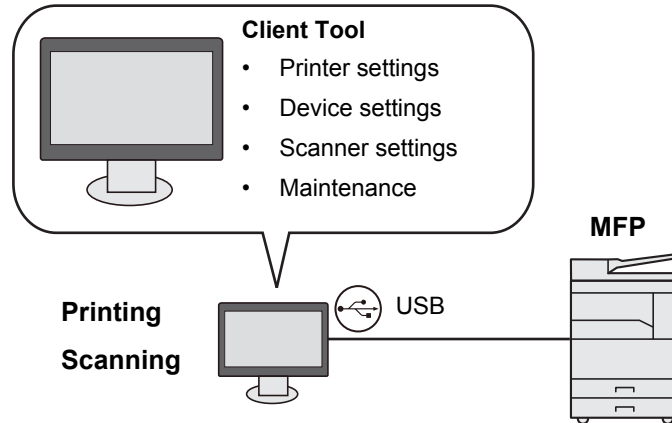 Client Tool
• Printer settings
• Device settings
• Scanner settings
• Maintenance
MFP
USB
Printing
Scanning